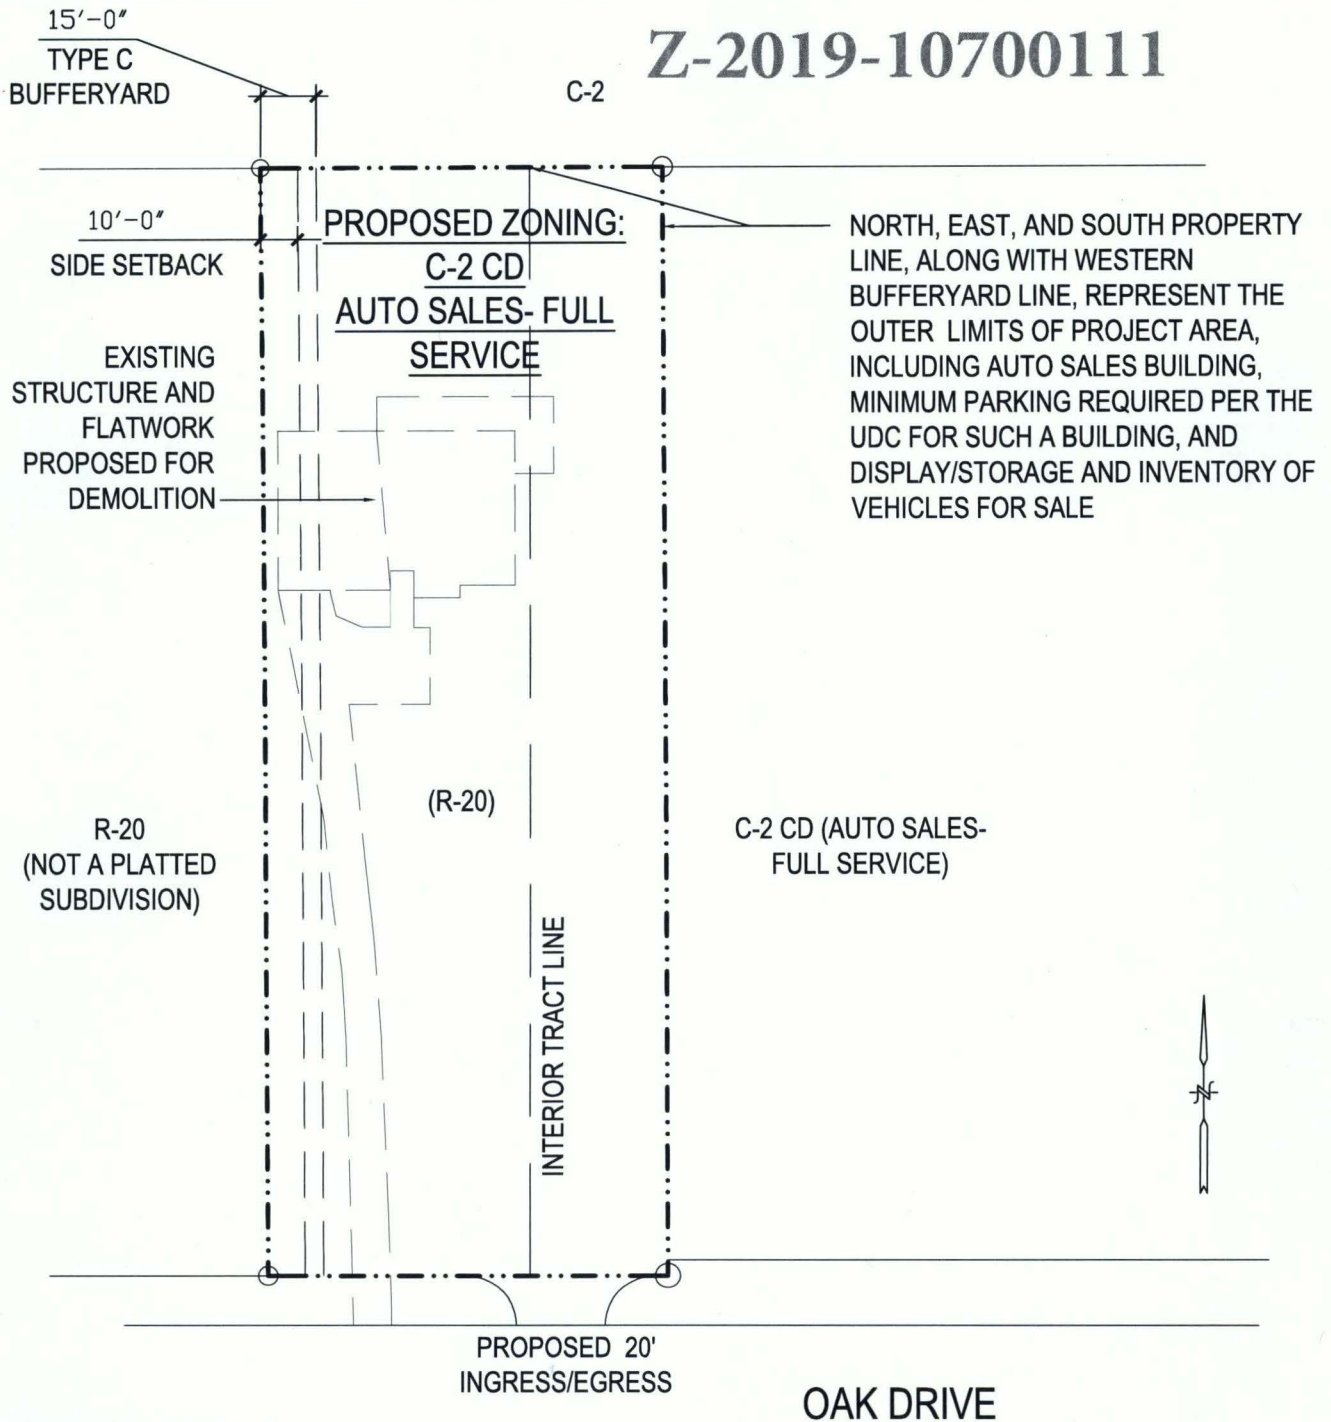 15'-0"
TYPE C
BUFFERYARD
Z-2019-10700111
C-2
10'-0"
SIDE SETBACK
PROPOSED ZONING:
C-2 CD
AUTO SALES- FULL
SERVICE
NORTH, EAST, AND SOUTH PROPERTY
LINE, ALONG WITH WESTERN
BUFFERYARD LINE, REPRESENT THE
OUTER LIMITS OF PROJECT AREA,
INCLUDING AUTO SALES BUILDING,
MINIMUM PARKING REQUIRED PER THE
UDC FOR SUCH A BUILDING, AND
DISPLAY/STORAGE AND INVENTORY OF
VEHICLES FOR SALE
EXISTING
STRUCTURE AND
FLATWORK
PROPOSED FOR
DEMOLITION
(R-20)
R-20
(NOT A PLATTED
SUBDIVISION)
C-2 CD (AUTO SALES-
FULL SERVICE)
INTERIOR TRACT LINE
N
PROPOSED 20'
INGRESS/EGRESS
OAK DRIVE